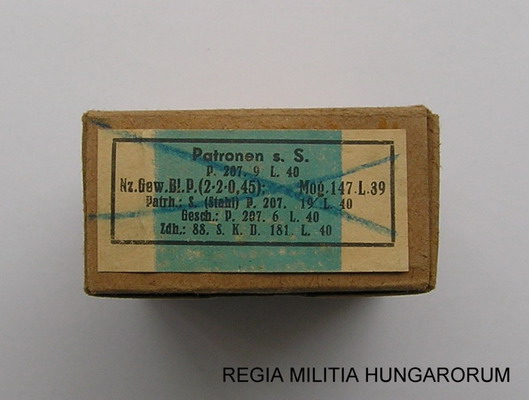 Patronen s. S.
P. 207. 9 L. 40
Nz. Gew. Bl. P. (2·2·0,45): Mog. 147. L. 39
Patrh.: S. (Stahl) P. 207. 19 L. 40
Gesch.: P. 207. 6 L. 40
Zdh.: 88. S. K. D. 181. L. 40
REGIA MILITIA HUNGARORUM